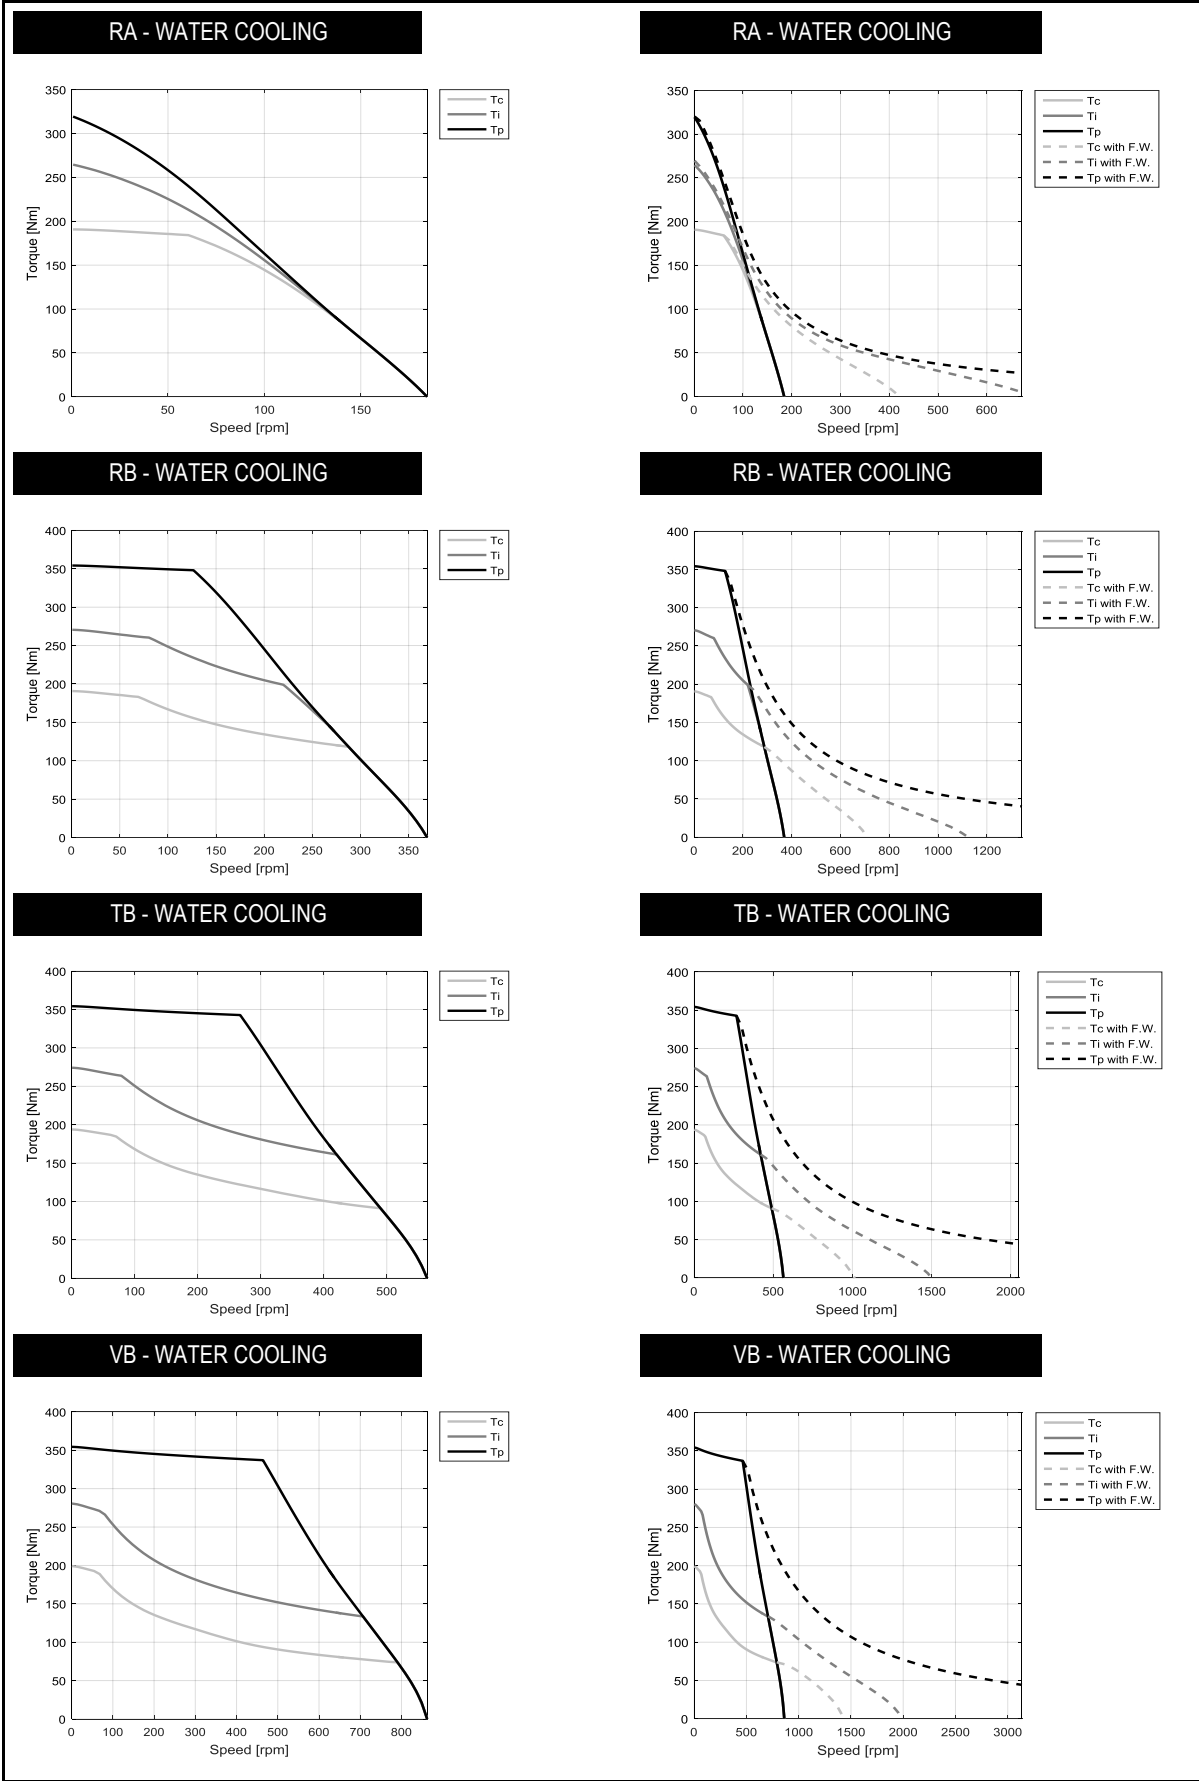 RA - WATER COOLING
350
300
250
200
150
100
50
0
Torque [Nm]
0 50 100 150
Speed [rpm]
Tc
Ti
Tp
RA - WATER COOLING
350
300
250
200
150
100
50
0
Torque [Nm]
0 100 200 300 400 500 600
Speed [rpm]
Tc
Ti
Tp
Tc with F.W.
Ti with F.W.
Tp with F.W.
RB - WATER COOLING
400
350
300
250
200
150
100
50
0
Torque [Nm]
0 50 100 150 200 250 300 350
Speed [rpm]
Tc
Ti
Tp
RB - WATER COOLING
400
350
300
250
200
150
100
50
0
Torque [Nm]
0 200 400 600 800 1000 1200
Speed [rpm]
Tc
Ti
Tp
Tc with F.W.
Ti with F.W.
Tp with F.W.
TB - WATER COOLING
400
350
300
250
200
150
100
50
0
Torque [Nm]
0 100 200 300 400 500
Speed [rpm]
Tc
Ti
Tp
TB - WATER COOLING
400
350
300
250
200
150
100
50
0
Torque [Nm]
0 500 1000 1500 2000
Speed [rpm]
Tc
Ti
Tp
Tc with F.W.
Ti with F.W.
Tp with F.W.
VB - WATER COOLING
400
350
300
250
200
150
100
50
0
Torque [Nm]
0 100 200 300 400 500 600 700 800
Speed [rpm]
Tc
Ti
Tp
VB - WATER COOLING
400
350
300
250
200
150
100
50
0
Torque [Nm]
0 500 1000 1500 2000 2500 3000
Speed [rpm]
Tc
Ti
Tp
Tc with F.W.
Ti with F.W.
Tp with F.W.